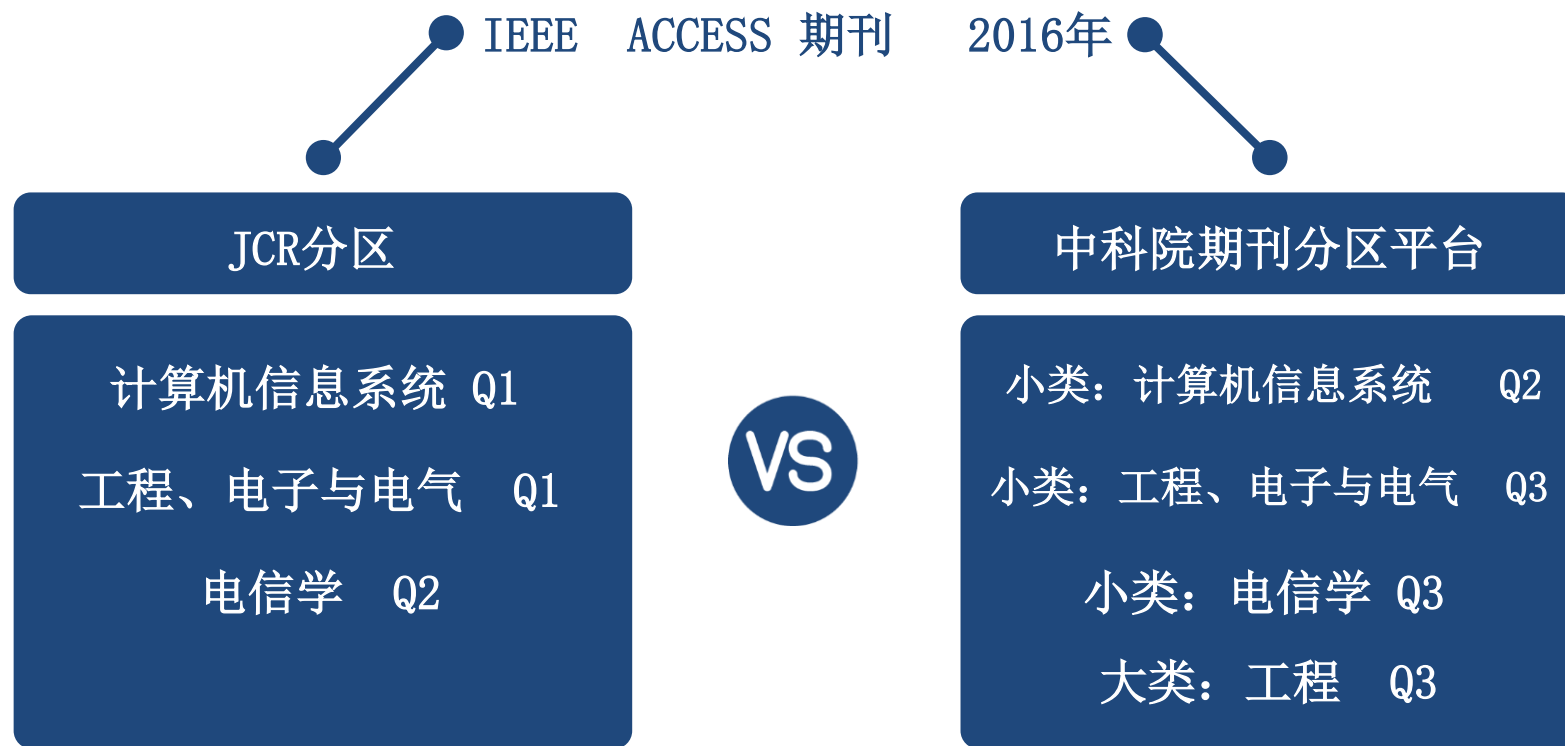 IEEE ACCESS 期刊 2016年
JCR分区
计算机信息系统 Q1
工程、电子与电气 Q1
电信学 Q2
VS
中科院期刊分区平台
小类：计算机信息系统 Q2
小类：工程、电子与电气 Q3
小类：电信学 Q3
大类：工程 Q3